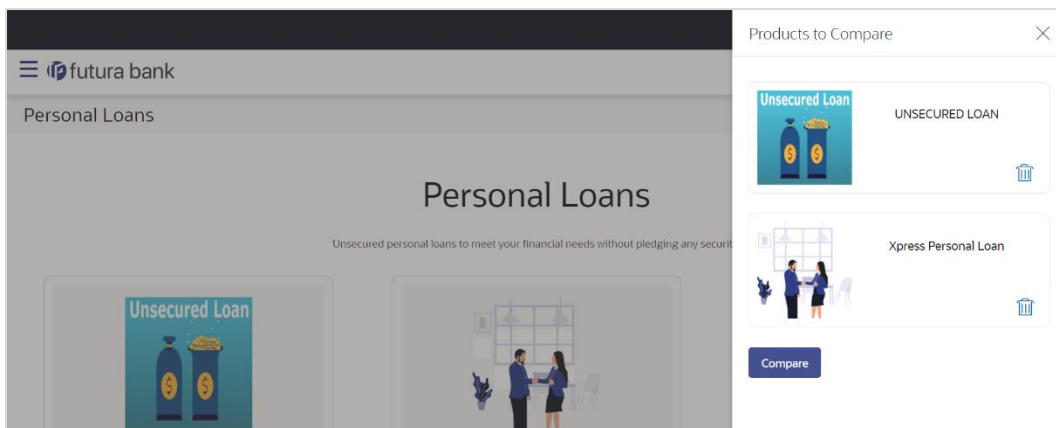 futura bank
Personal Loans
Personal Loans
Unsecured personal loans to meet your financial needs without pledging any securit
Unsecured Loan
Products to Compare
Unsecured Loan
UNSECURED LOAN
Xpress Personal Loan
Compare